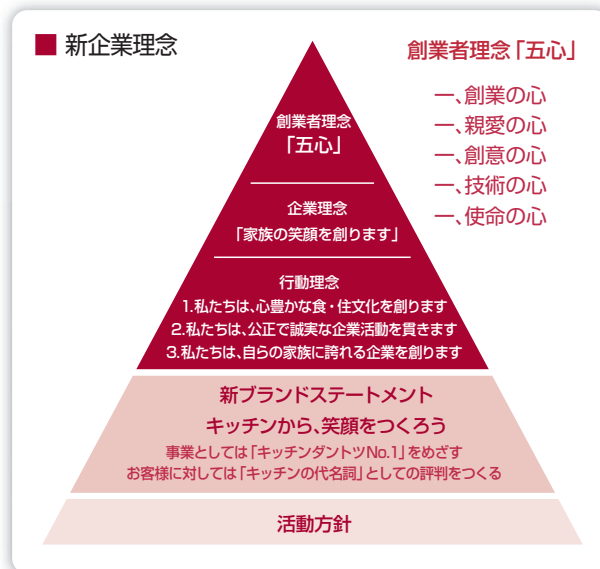 ■ 新企業理念
創業者理念「五心」
一、創業の心
一、親愛の心
一、創意の心
一、技術の心
一、使命の心
創業者理念
「五心」
企業理念
「家族の笑顔を創ります」
行動理念
1.私たちは、心豊かな食・住文化を創ります
2.私たちは、公正で誠実な企業活動を貫きます
3.私たちは、自らの家族に誇れる企業を創ります
新ブランドステートメント
キッチンから、笑顔をつくろう
事業としては「キッチンダントツNo.1」をめざす
お客様に対しては「キッチンの代名詞」としての評判をつくる
活動方針